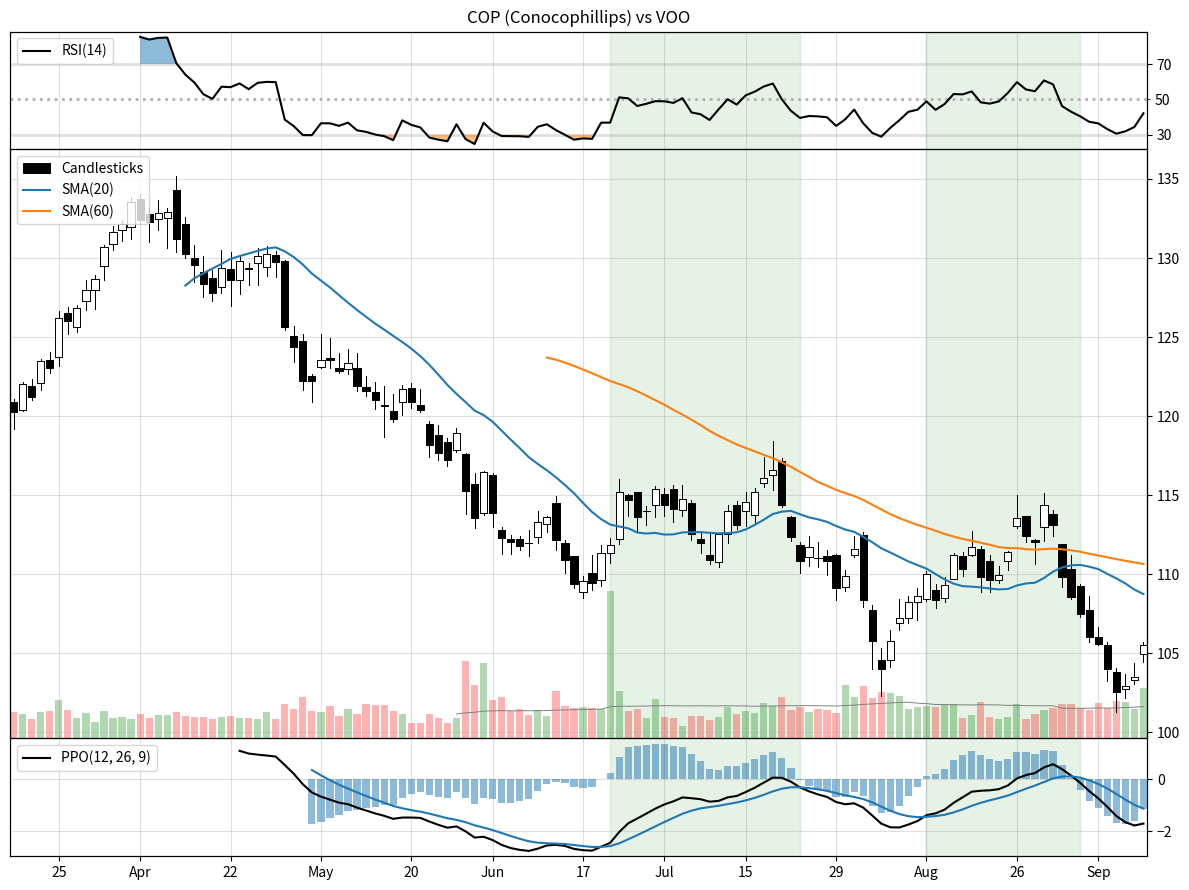 COP (Conocophillips) vs VOO
RSI(14)
70
50
30
Candlesticks
SMA(20)
SMA(60)
135
130
125
120
115
110
105
100
PPO(12, 26, 9)
0
−2
25 Apr 22 May 20 Jun 17 Jul 15 29 Aug 26 Sep